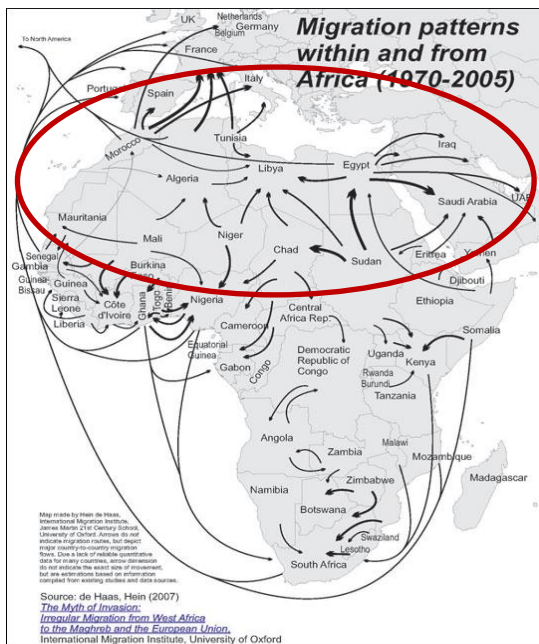 Migration patterns
within and from
Africa (1970-2005)
To North America
UK
Netherlands
Belgium
Germany
France
Portugal
Spain
Italy
Morocco
Tunisia
Algeria
Libya
Egypt
Iraq
Saudi Arabia
UAE
Mauritania
Mali
Niger
Chad
Sudan
Eritrea
Yemen
Djibouti
Ethiopia
Senegal
Gambia
Guinea-
Bissau
Guinea
Sierra
Leone
Liberia
Burkina
Côte
d'Ivoire
Ghana
Togo
Benin
Nigeria
Cameroon
Central
Africa Rep.
Equatorial
Guinea
Gabon
Congo
Democratic
Republic of
Congo
Uganda
Kenya
Somalia
Rwanda
Burundi
Tanzania
Angola
Zambia
Malawi
Mozambique
Madagascar
Namibia
Zimbabwe
Botswana
Swaziland
Lesotho
South Africa
Map made by Hein de Haas,
International Migration Institute,
James Martin 21st Century School,
University of Oxford. Arrows do not
indicate migration routes, but depict
major country-to-country migration
flows. Due a lack of reliable quantitative
data for many countries, arrow dimension
do not indicate the exact size of movement,
but are estimations based on information
compiled from existing studies and data sources.
Source: de Haas, Hein (2007)
The Myth of Invasion:
Irregular Migration from West Africa
to the Maghreb and the European Union.
International Migration Institute, University of Oxford